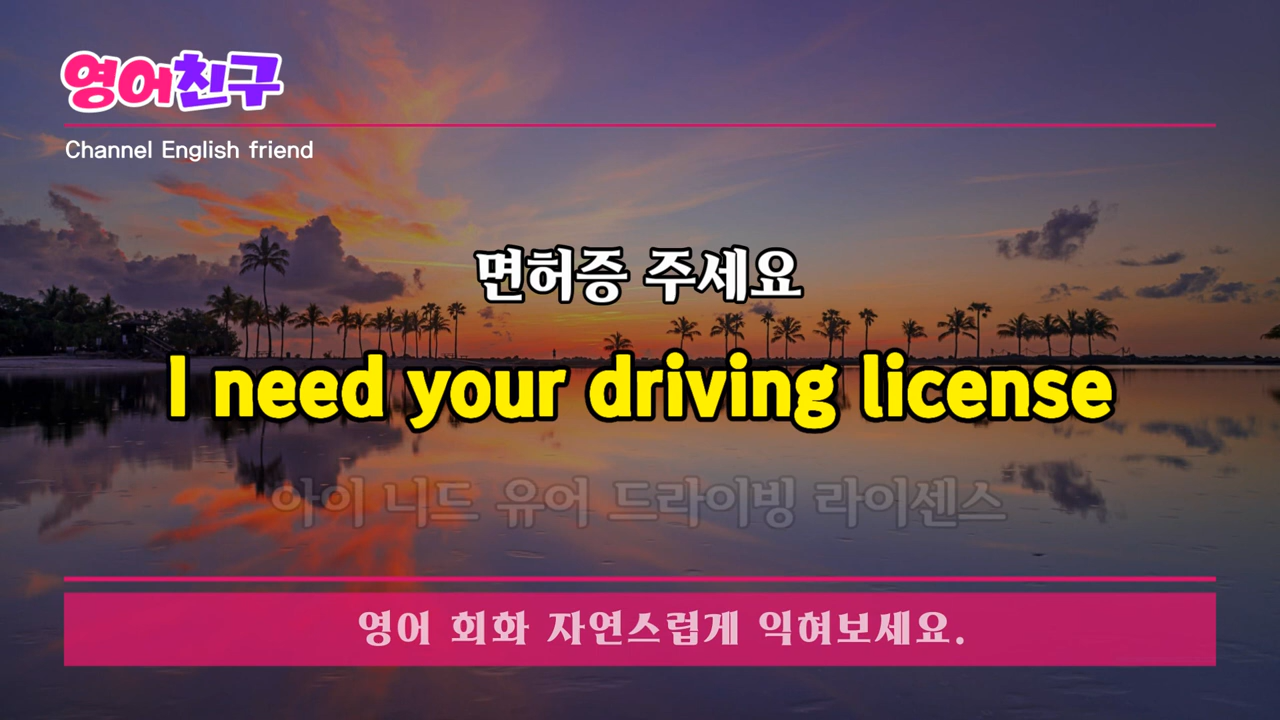 영어친구
Channel English friend
면허증 주세요
I need your driving license
아이 니드 유어 드라이빙 라이센스
영어 회화 자연스럽게 익혀보세요.